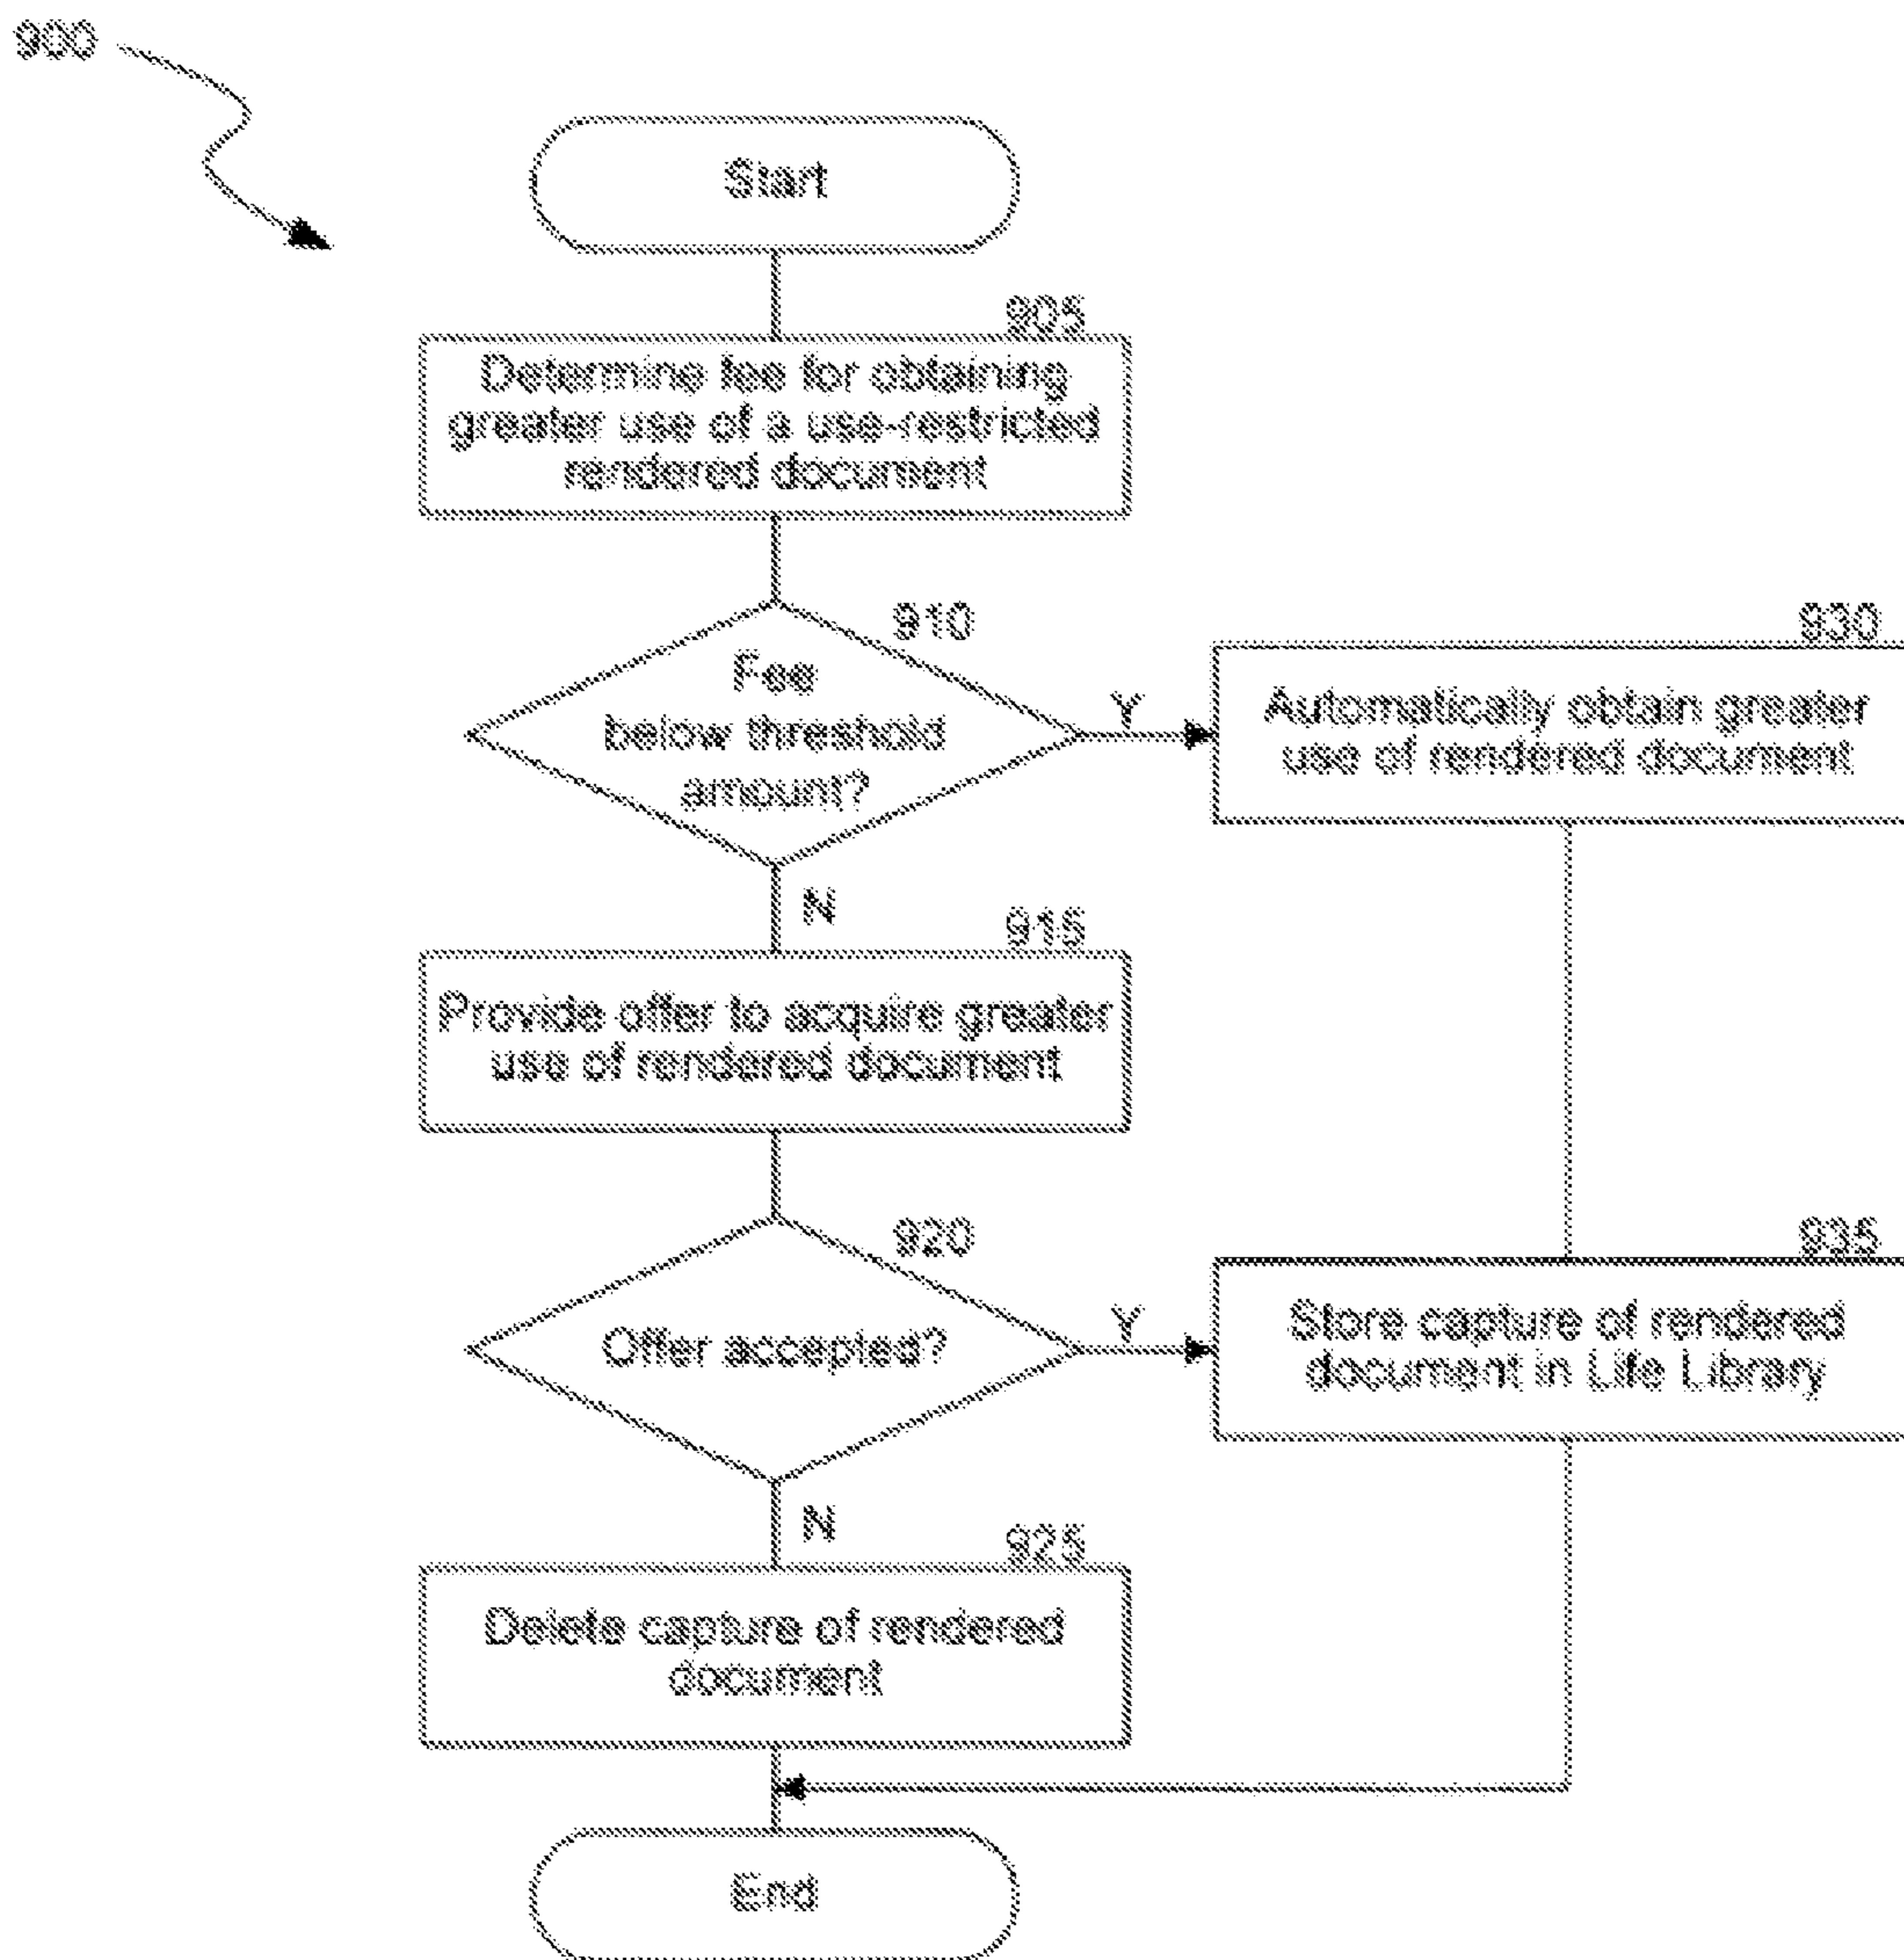 900
Start
905
Determine fee for obtaining
greater use of a use-restricted
rendered document
910
Fee
below threshold
amount?
Y
930
Automatically obtain greater
use of rendered document
N
915
Provide offer to acquire greater
use of rendered document
920
Offer accepted?
Y
935
Store capture of rendered
document in Life Library
N
925
Delete capture of rendered
document
End